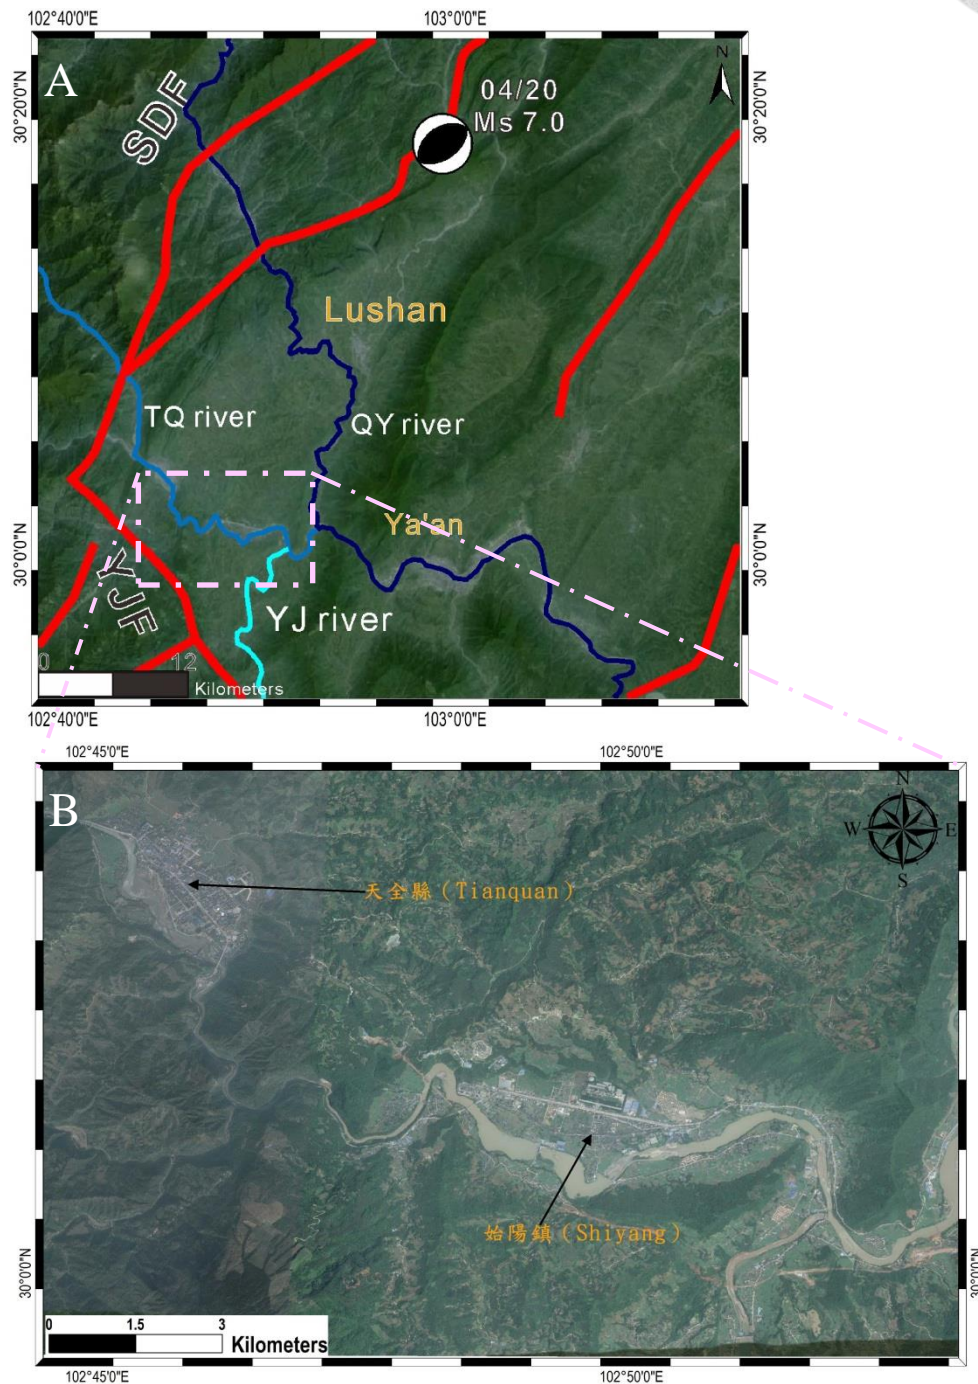 102°40'0"E 103°0'0"E
A
N
SDF
04/20
Ms 7.0
30°20'0"N 30°20'0"N
Lushan
TQ river
QY river
Ya'an
30°0'0"N 30°0'0"N
YJF
YJ river
0 12
Kilometers
102°40'0"E 103°0'0"E
102°45'0"E 102°50'0"E
B
N
W E
S
天全縣 (Tianquan)
始陽鎮 (Shiyang)
30°0'0"N 30°0'0"N
0 1.5 3
Kilometers
102°45'0"E 102°50'0"E